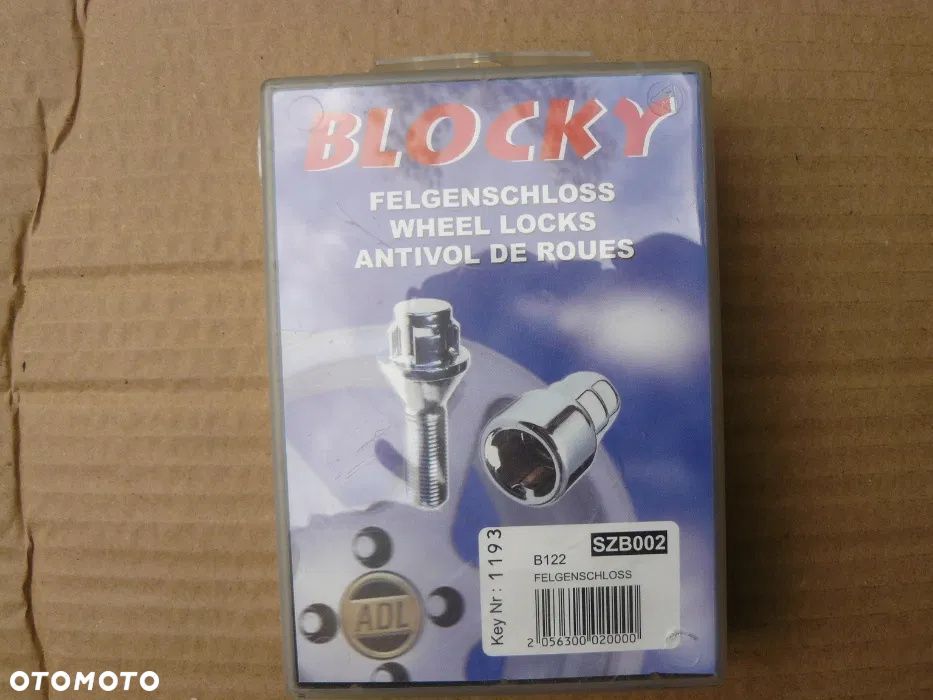 BLOCKY
FELGENSCHLOSS
WHEEL LOCKS
ANTIVOL DE ROUES
Key Nr: 1193
SZB002
B122
FELGENSCHLOSS
2 056300 020000
ADL
OTOMOTO